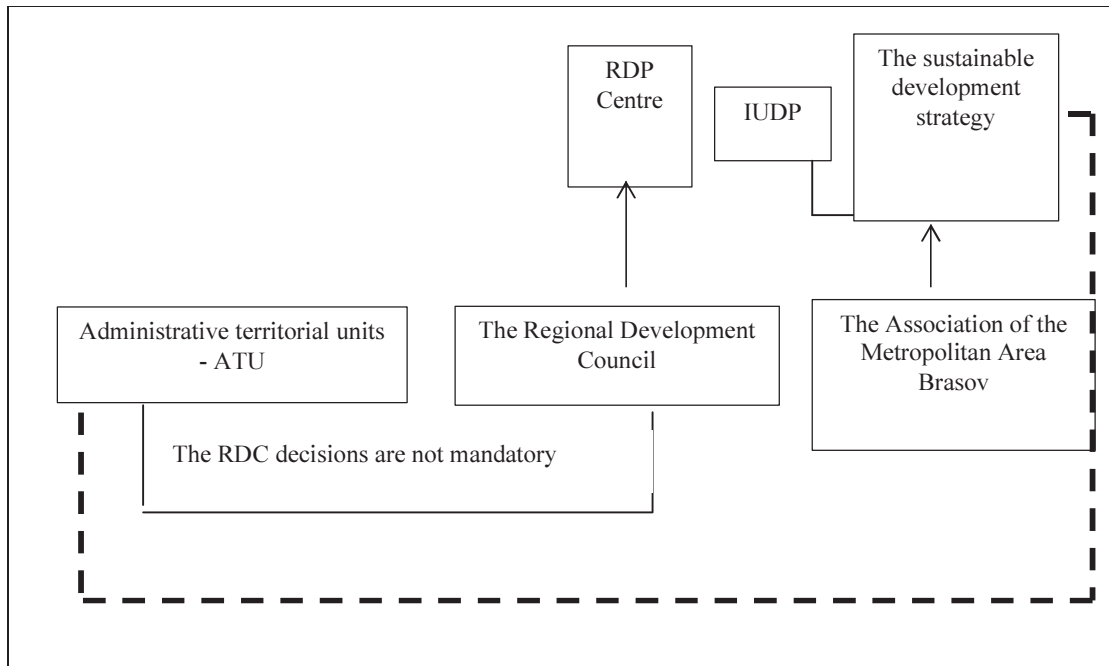 RDP
Centre
IUDP
The sustainable
development
strategy
Administrative territorial units
- ATU
The Regional Development
Council
The Association of the
Metropolitan Area
Brasov
The RDC decisions are not mandatory